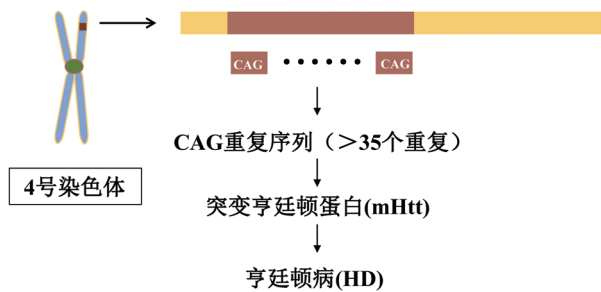 CAG ······ CAG
CAG重复序列（＞35个重复）
4号染色体
突变亨廷顿蛋白(mHtt)
亨廷顿病(HD)